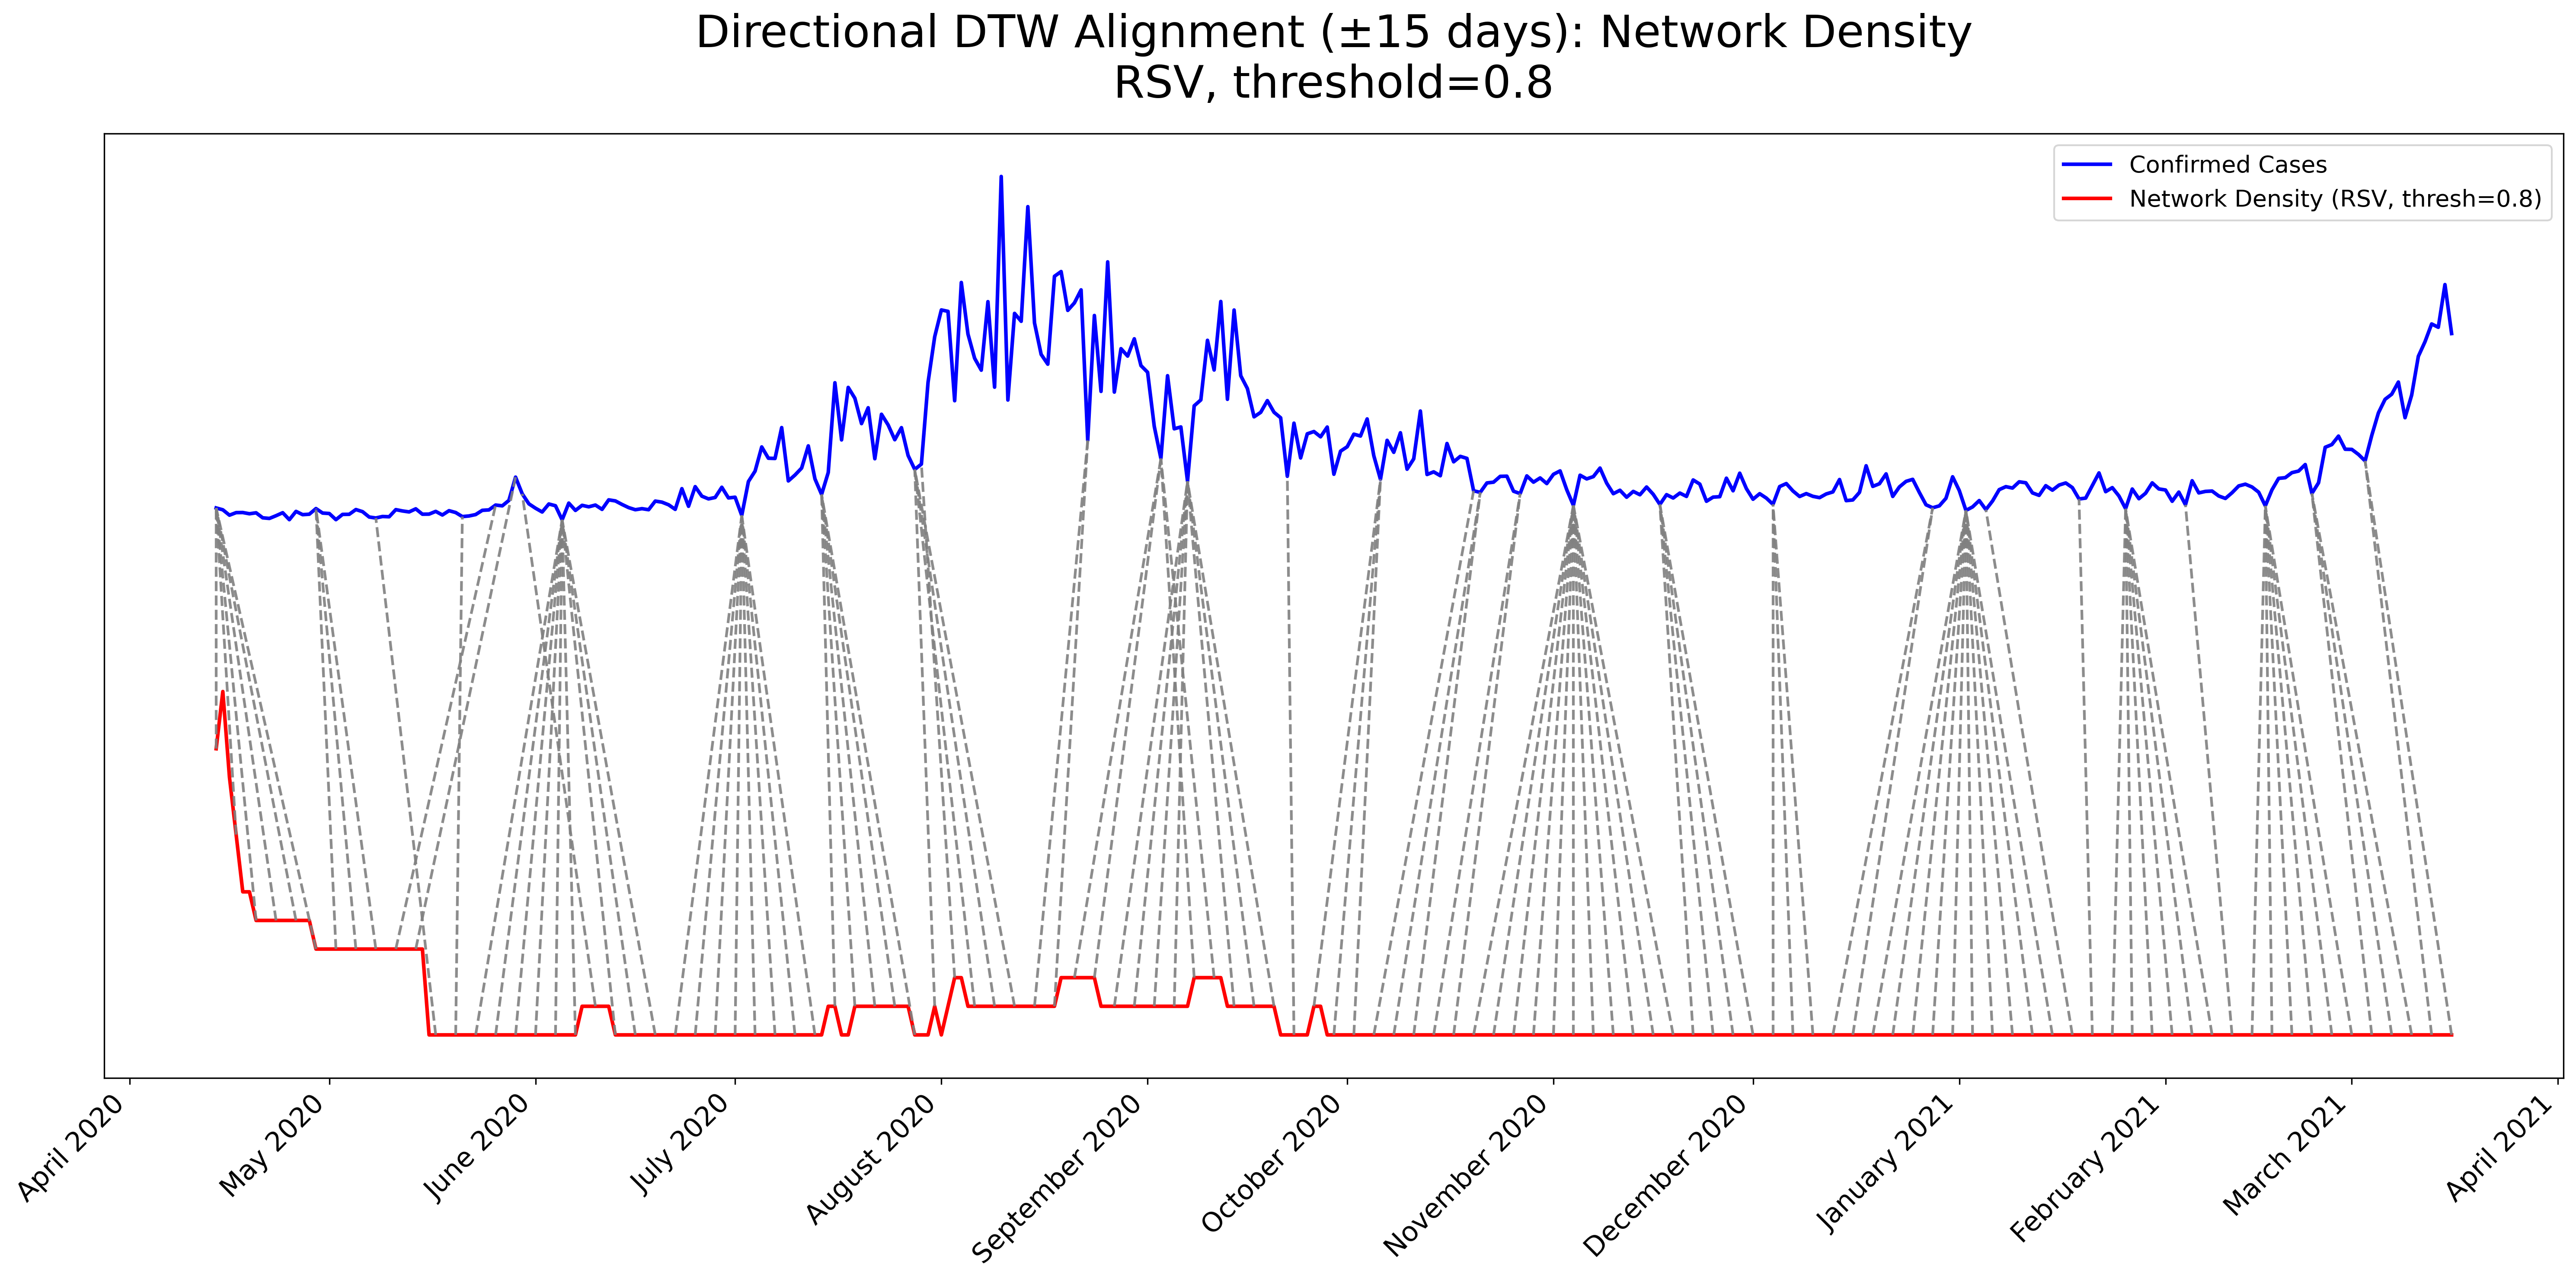 Directional DTW Alignment (±15 days): Network Density
RSV, threshold=0.8
Confirmed Cases
Network Density (RSV, thresh=0.8)
April 2020
May 2020
June 2020
July 2020
August 2020
September 2020
October 2020
November 2020
December 2020
January 2021
February 2021
March 2021
April 2021